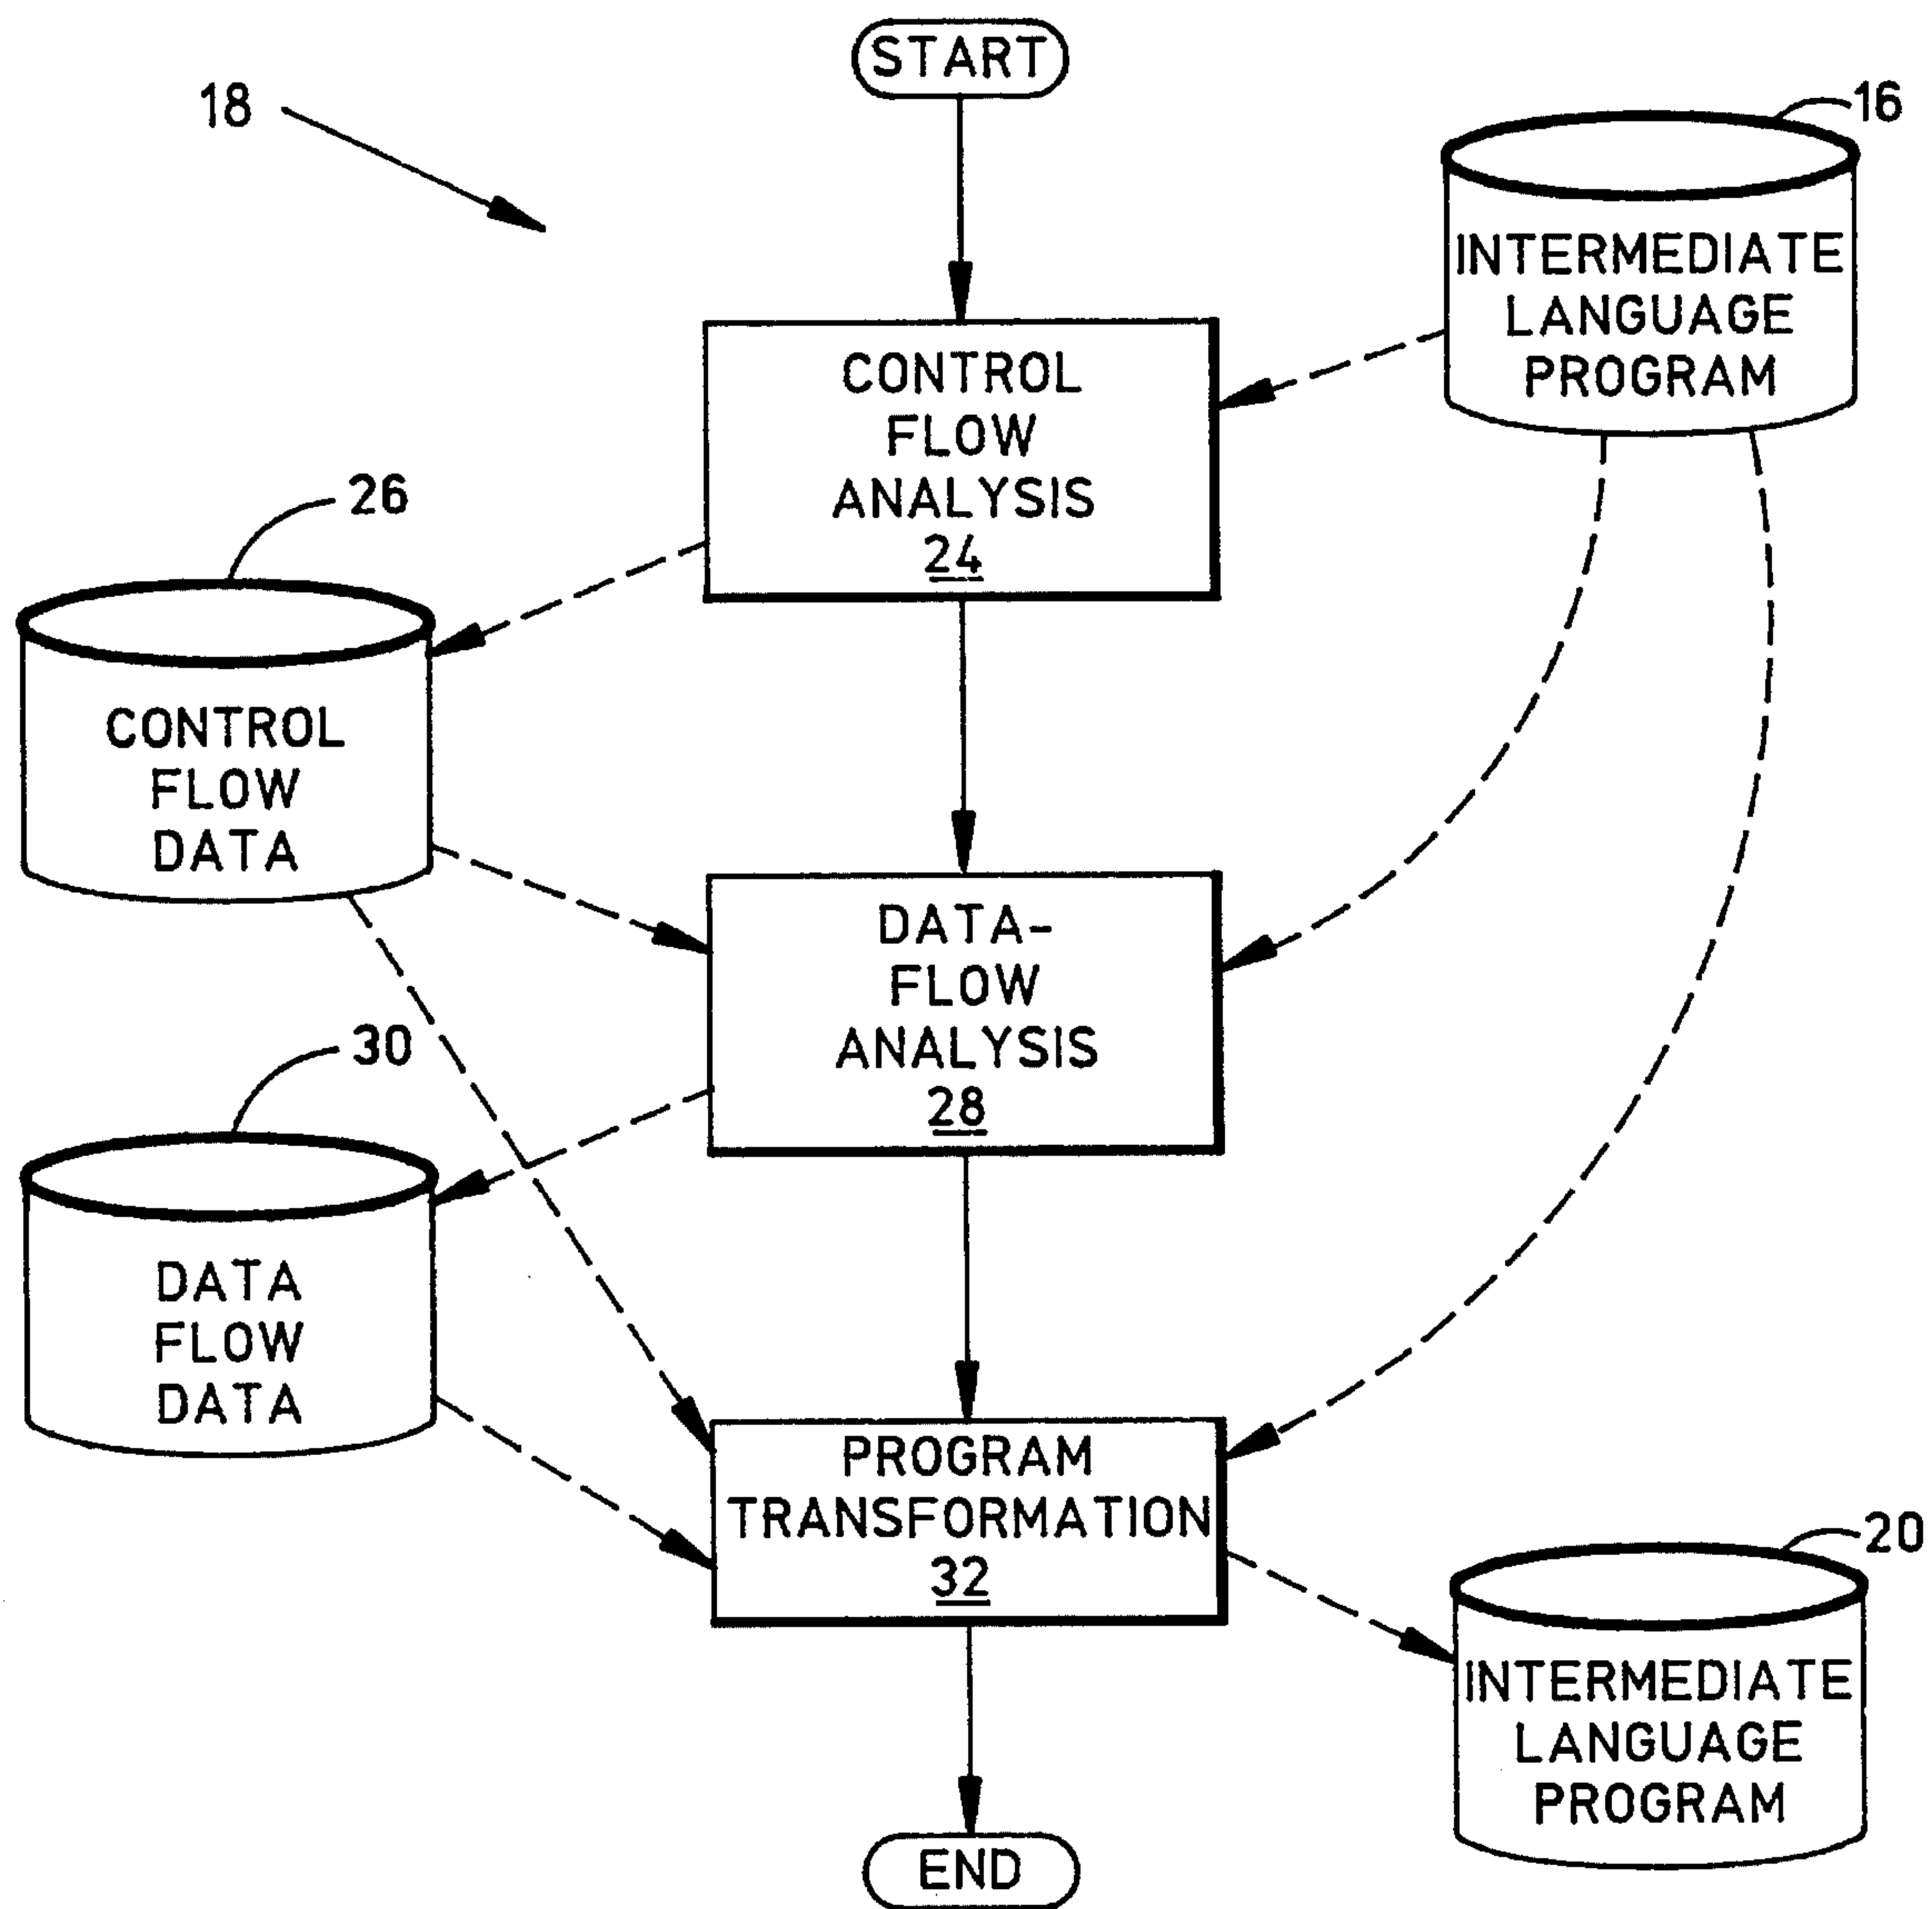 START
18
16
INTERMEDIATE
LANGUAGE
PROGRAM
CONTROL
FLOW
ANALYSIS
24
26
CONTROL
FLOW
DATA
DATA-
FLOW
ANALYSIS
28
30
DATA
FLOW
DATA
PROGRAM
TRANSFORMATION
32
20
INTERMEDIATE
LANGUAGE
PROGRAM
END